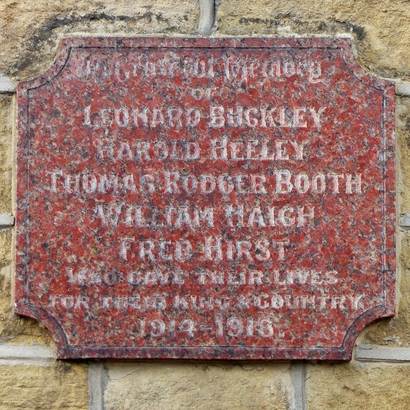 In Grateful Memory
OF
LEONARD BUCKLEY
HAROLD HEELEY
THOMAS RODGER BOOTH
WILLIAM HAIGH
FRED HIRST
WHO GAVE THEIR LIVES
FOR THEIR KING & COUNTRY
1914-1918.